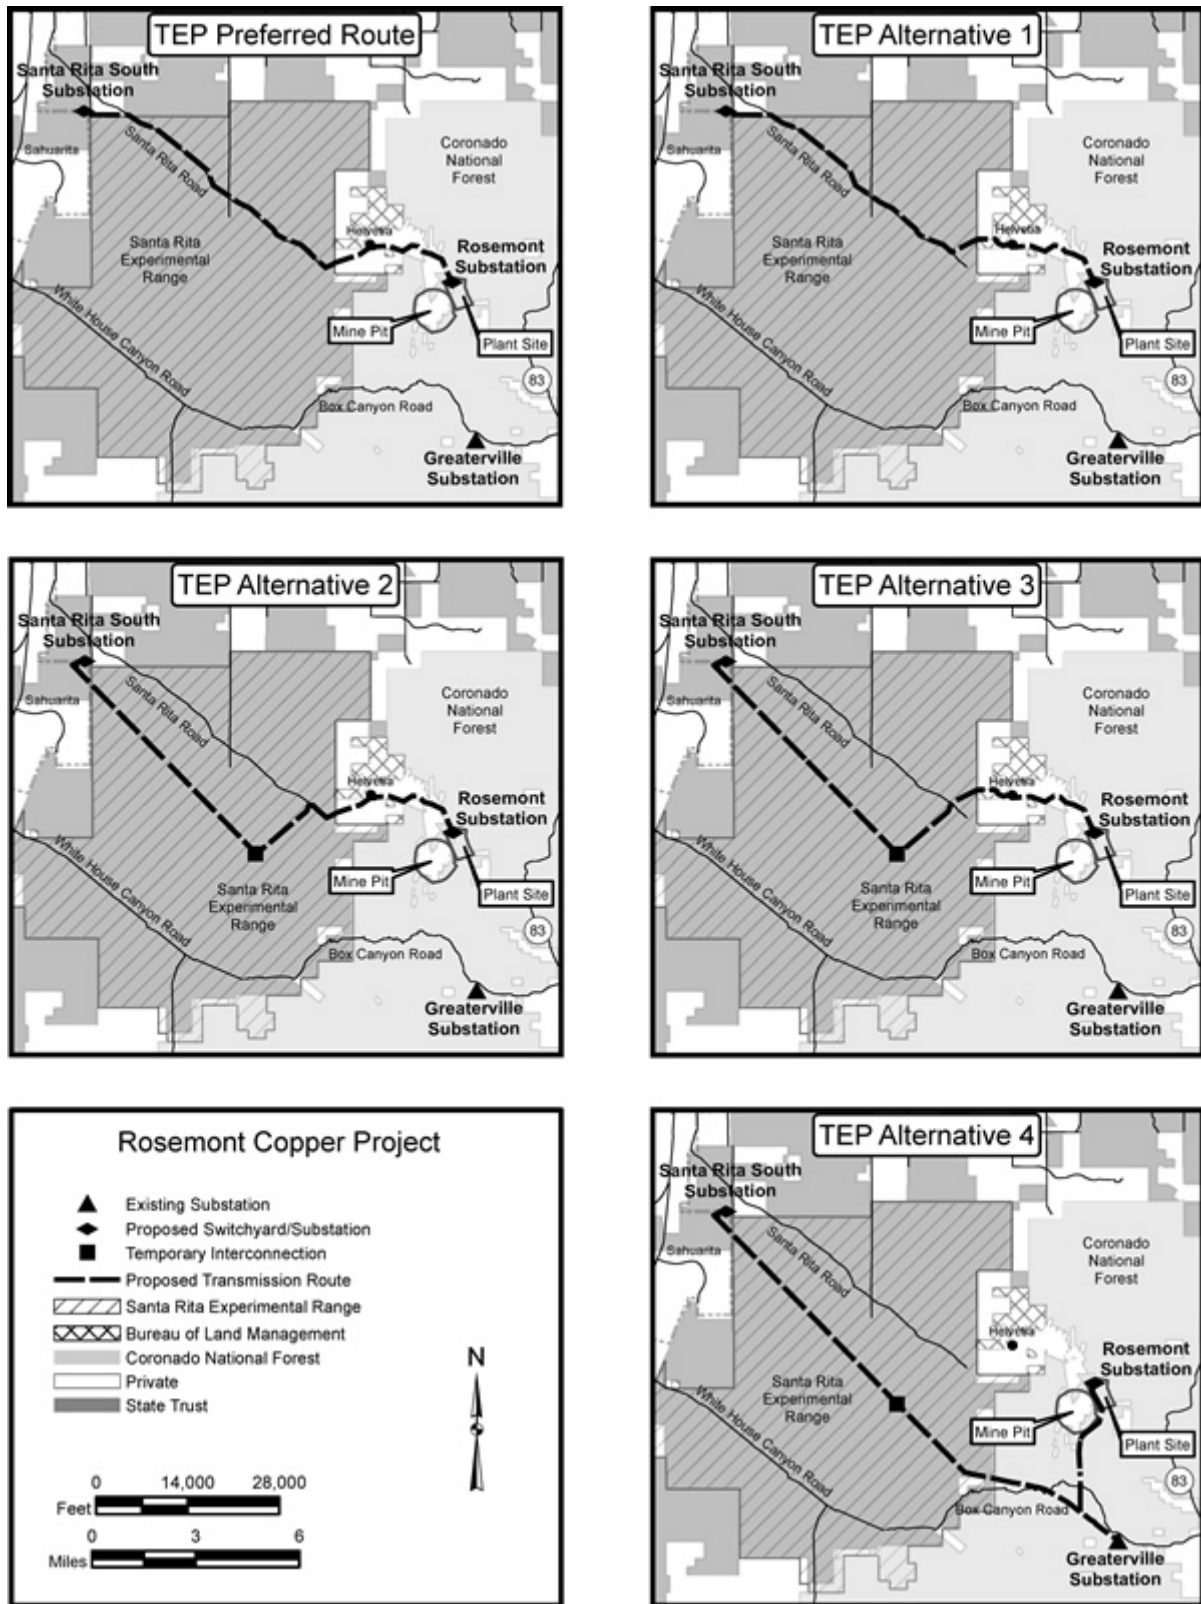 TEP Preferred Route
Santa Rita South
Substation
Sahuarita
Santa Rita Road
Coronado
National
Forest
Helvetia
Santa Rita
Experimental
Range
Rosemont
Substation
White House Canyon Road
Mine Pit
Plant Site
83
Box Canyon Road
Greaterville
Substation
TEP Alternative 1
Santa Rita South
Substation
Sahuarita
Santa Rita Road
Coronado
National
Forest
Helvetia
Santa Rita
Experimental
Range
Rosemont
Substation
White House Canyon Road
Mine Pit
Plant Site
83
Box Canyon Road
Greaterville
Substation
TEP Alternative 2
Santa Rita South
Substation
Sahuarita
Santa Rita Road
Coronado
National
Forest
Helvetia
Rosemont
Substation
White House Canyon Road
Mine Pit
Santa Rita
Experimental
Range
Plant Site
83
Box Canyon Road
Greaterville
Substation
TEP Alternative 3
Santa Rita South
Substation
Sahuarita
Santa Rita Road
Coronado
National
Forest
Helvetia
Rosemont
Substation
White House Canyon Road
Mine Pit
Santa Rita
Experimental
Range
Plant Site
83
Box Canyon Road
Greaterville
Substation
Rosemont Copper Project
Existing Substation
Proposed Switchyard/Substation
Temporary Interconnection
Proposed Transmission Route
Santa Rita Experimental Range
Bureau of Land Management
Coronado National Forest
Private
State Trust
N
0 14,000 28,000
Feet
0 3 6
Miles
TEP Alternative 4
Santa Rita South
Substation
Sahuarita
Santa Rita Road
Coronado
National
Forest
Helvetia
Rosemont
Substation
Santa Rita
Experimental
Range
White House Canyon Road
Mine Pit
Plant Site
83
Box Canyon Road
Greaterville
Substation